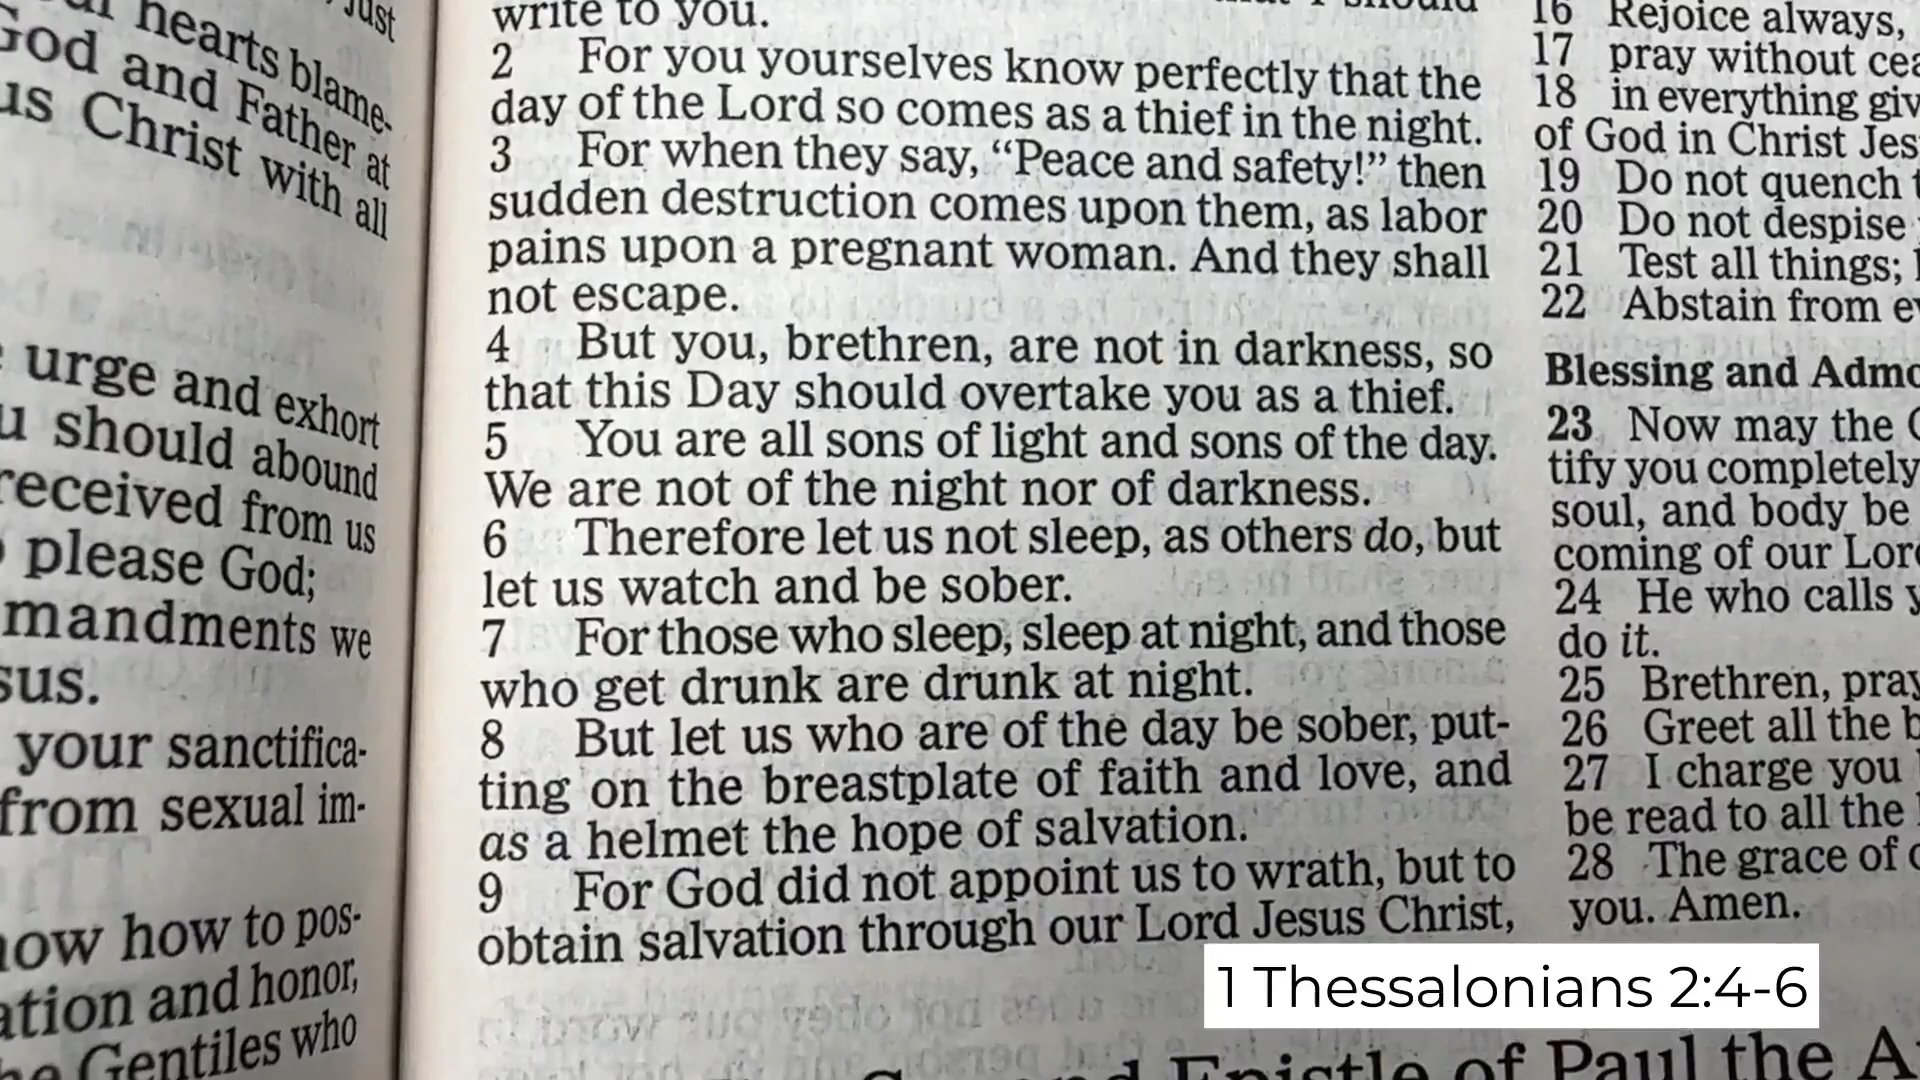 just
hearts blame-
God and Father at
us Christ with all
urge and exhort
should abound
received from us
please God;
mandments we
sus.
your sanctifica-
from sexual im-
how to pos-
ation and honor,
Gentiles who
write to you.
2 For you yourselves know perfectly that the
day of the Lord so comes as a thief in the night.
3 For when they say, “Peace and safety!” then
sudden destruction comes upon them, as labor
pains upon a pregnant woman. And they shall
not escape.
4 But you, brethren, are not in darkness, so
that this Day should overtake you as a thief.
5 You are all sons of light and sons of the day.
We are not of the night nor of darkness.
6 Therefore let us not sleep, as others do, but
let us watch and be sober.
7 For those who sleep, sleep at night, and those
who get drunk are drunk at night.
8 But let us who are of the day be sober, put-
ting on the breastplate of faith and love, and
as a helmet the hope of salvation.
9 For God did not appoint us to wrath, but to
obtain salvation through our Lord Jesus Christ,
16 Rejoice always,
17 pray without cea
18 in everything giv
of God in Christ Jes
19 Do not quench t
20 Do not despise
21 Test all things;
22 Abstain from ev
Blessing and Admo
23 Now may the G
tify you completely
soul, and body be
coming of our Lor
24 He who calls y
do it.
25 Brethren, pray
26 Greet all the b
27 I charge you
be read to all the
28 The grace of o
you. Amen.
1 Thessalonians 2:4-6
Epistle of Paul the A